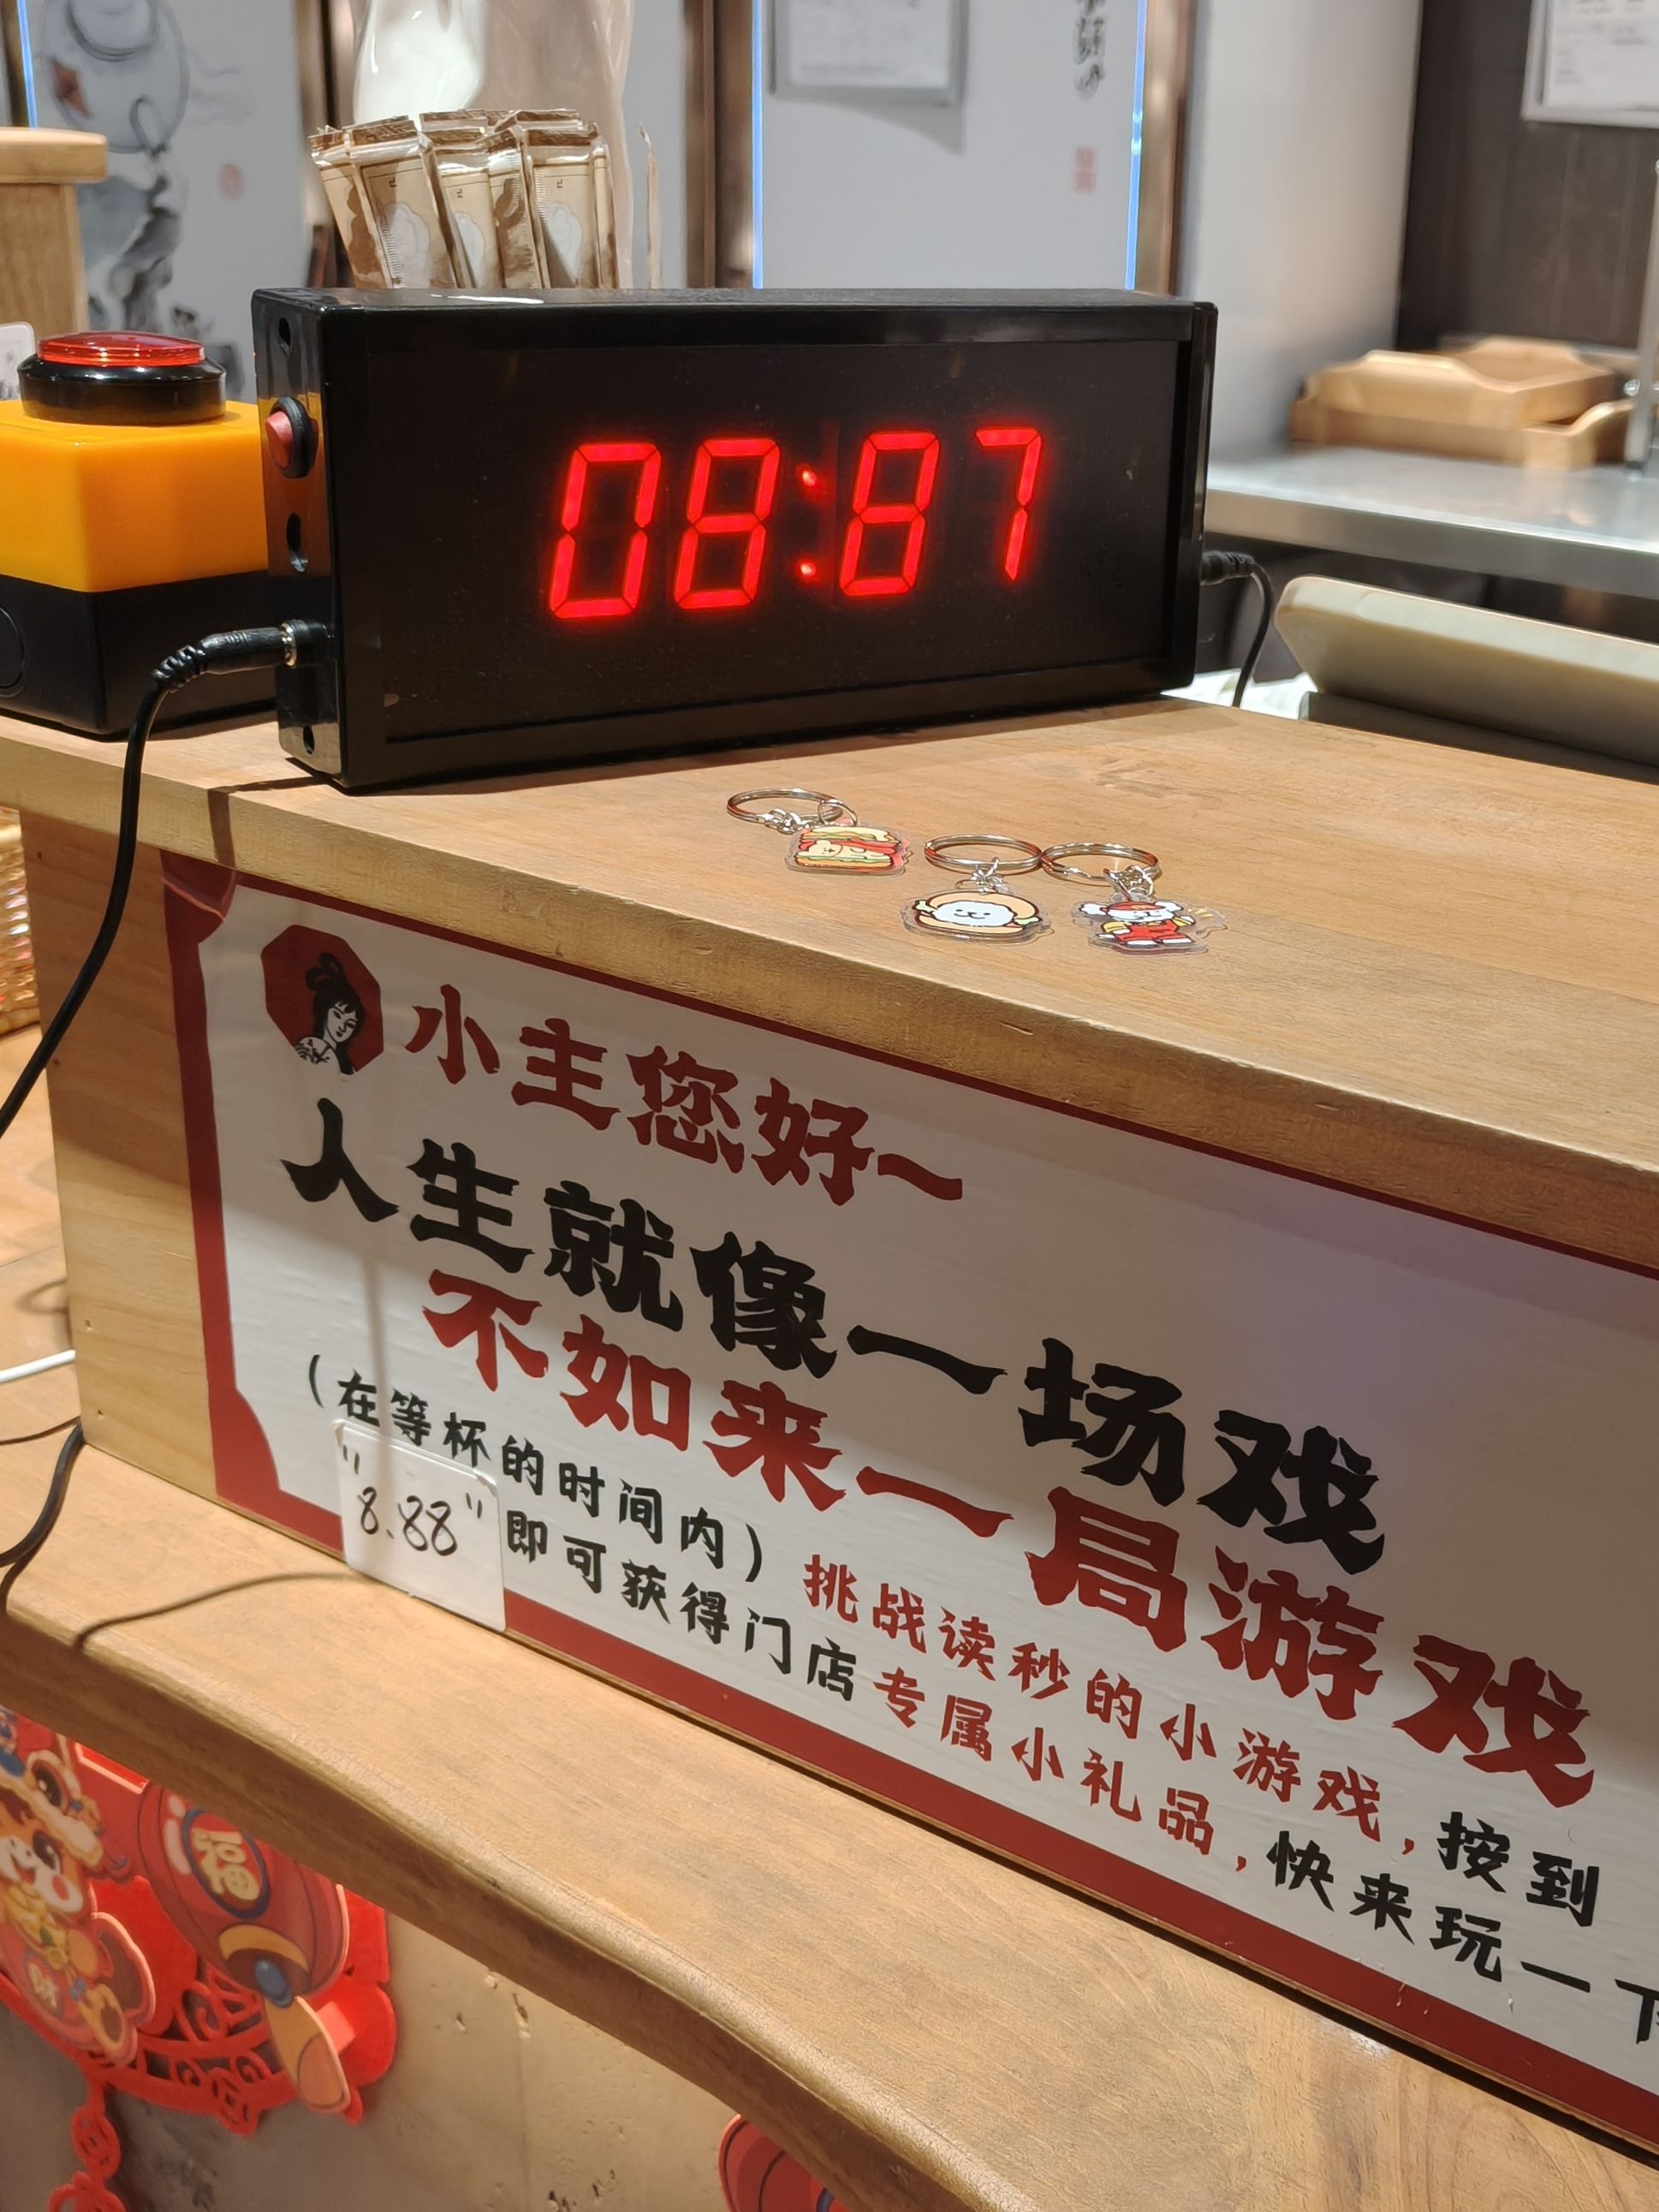 08:87
小主您好~
人生就像一场戏
不如来一局游戏
(在等杯的时间内)挑战读秒的小游戏,按到
"8.88"即可获得门店专属小礼品,快来玩一下
福
财